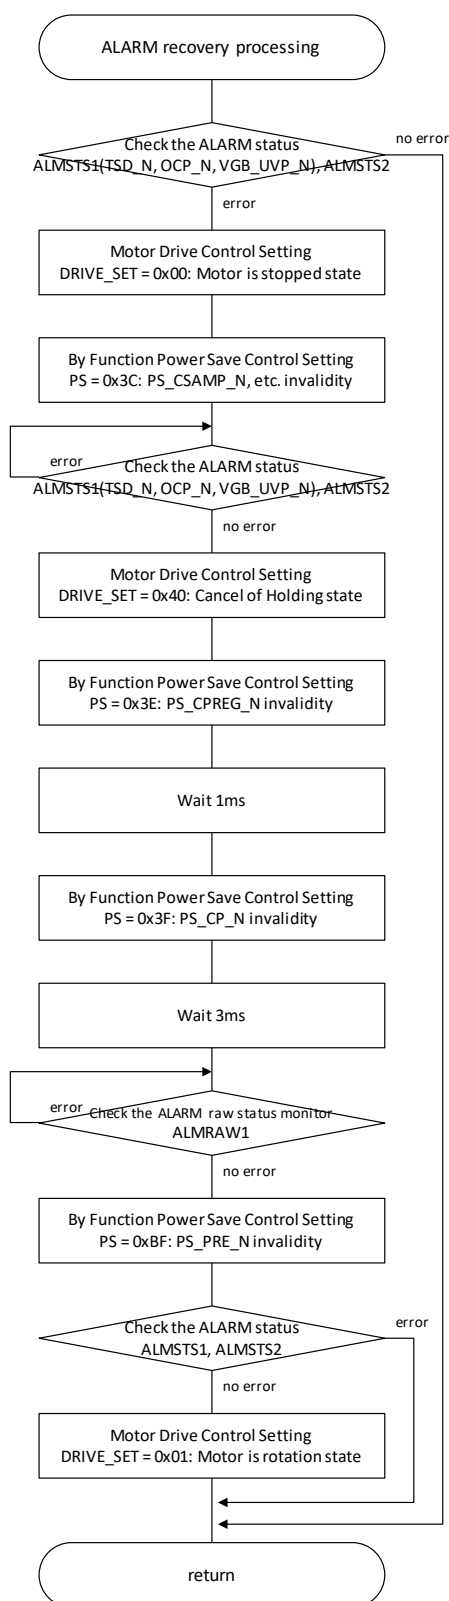 ALARM recovery processing
Check the ALARM status
ALMSTS1(TSD_N, OCP_N, VGB_UVP_N), ALMSTS2
no error
error
Motor Drive Control Setting
DRIVE_SET = 0x00: Motor is stopped state
By Function Power Save Control Setting
PS = 0x3C: PS_CSAMP_N, etc. invalidity
error
Check the ALARM status
ALMSTS1(TSD_N, OCP_N, VGB_UVP_N), ALMSTS2
no error
Motor Drive Control Setting
DRIVE_SET = 0x40: Cancel of Holding state
By Function Power Save Control Setting
PS = 0x3E: PS_CPREG_N invalidity
Wait 1ms
By Function Power Save Control Setting
PS = 0x3F: PS_CP_N invalidity
Wait 3ms
error
Check the ALARM raw status monitor
ALMRAW1
no error
By Function Power Save Control Setting
PS = 0xBF: PS_PRE_N invalidity
Check the ALARM status
ALMSTS1, ALMSTS2
error
no error
Motor Drive Control Setting
DRIVE_SET = 0x01: Motor is rotation state
return